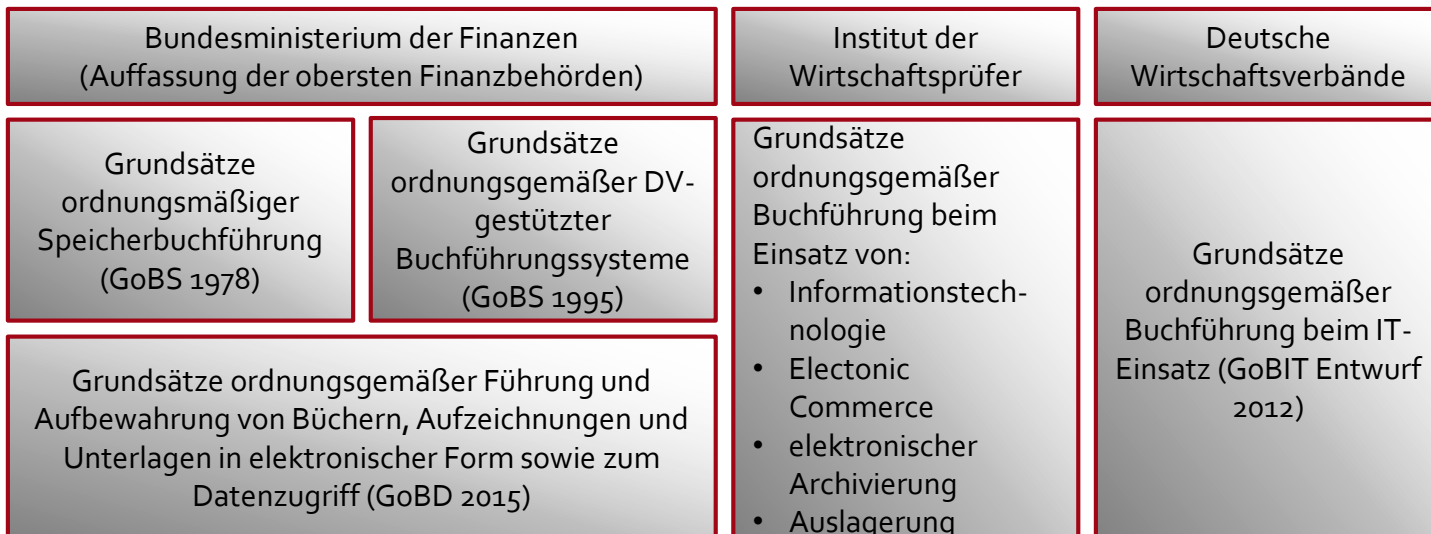 Bundesministerium der Finanzen
(Auffassung der obersten Finanzbehörden)
Institut der
Wirtschaftsprüfer
Deutsche
Wirtschaftsverbände
Grundsätze
ordnungsmäßiger
Speicherbuchführung
(GoBS 1978)
Grundsätze
ordnungsgemäßer DV-
gestützter
Buchführungssysteme
(GoBS 1995)
Grundsätze ordnungsgemäßer Führung und
Aufbewahrung von Büchern, Aufzeichnungen und
Unterlagen in elektronischer Form sowie zum
Datenzugriff (GoBD 2015)
Grundsätze
ordnungsgemäßer
Buchführung beim
Einsatz von:
• Informationstech-
nologie
• Electonic
Commerce
• elektronischer
Archivierung
• Auslagerung
Grundsätze
ordnungsgemäßer
Buchführung beim IT-
Einsatz (GoBIT Entwurf
2012)